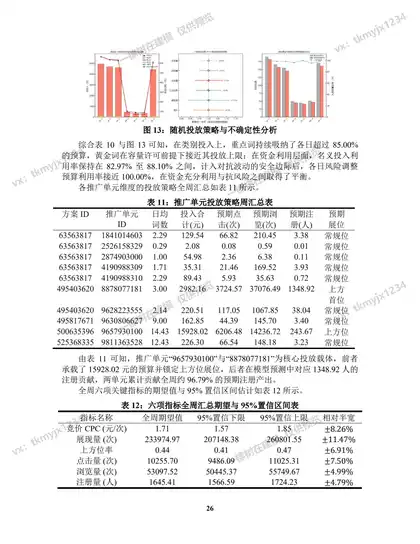 图 13：随机投放策略与不确定性分析
综合表 10 与图 13 可知，在类别投入上，重点词持续吸纳了各日超过 85.00%
的预算，黄金词在容量许可前提下接近其投放上限；在资金利用层面，名义投入利
用率保持在 82.97% 至 88.10% 之间，计入对抗波动的安全边际后，各日风险调整
预算利用率接近 100.00%，在资金充分利用与抗风险之间取得了平衡。
各推广单元维度的投放策略全周汇总如表 11 所示。
表 11：推广单元投放策略周汇总表
方案 ID 推广单元 日均 投入合 预期点 预期浏 预期注 预期
ID 词数 计(元) 击(次) 览(次) 册(人) 展位
63563817 1841014603 2.29 129.54 66.82 210.45 3.38 常规位
63563817 2526158329 0.29 2.08 0.08 0.59 0.01 常规位
63563817 2874903000 1.00 54.98 2.36 6.38 0.11 常规位
63563817 4190988309 1.71 35.31 21.46 169.52 3.93 常规位
63563817 4190988310 2.29 89.43 5.93 35.63 0.72 常规位
495403620 8878077181 3.00 2982.16 3724.57 37076.49 1348.92 上方
首位
495403620 9628223555 2.14 220.51 117.05 1067.85 38.04 常规位
495817671 9630806627 9.00 162.85 44.39 145.70 3.40 常规位
500635396 9657930100 14.43 15928.02 6206.48 14236.72 243.67 上方位
525368335 9811363528 12.43 226.30 66.54 148.18 3.23 常规位
由表 11 可知，推广单元“9657930100”与“8878077181”为核心投放载体，前者
承载了 15928.02 元的预算并锁定上方位展位，后者在模型预测中对应 1348.92 人的
注册贡献，两单元累计贡献全周约 96.79% 的预期注册产出。
全周六项关键指标的期望值与 95% 置信区间估计如表 12 所示。
表 12：六项指标全周汇总期望与 95%置信区间表
指标名称 全周期望值 95%置信下限 95%置信上限 相对半宽
竞价 CPC (元/次) 1.71 1.57 1.85 ±8.26%
展现量 (次) 233974.97 207148.38 260801.55 ±11.47%
上方位率 0.44 0.41 0.47 ±6.91%
点击量 (次) 10255.70 9486.09 11025.31 ±7.50%
浏览量 (次) 53097.52 50445.37 55749.67 ±4.99%
注册量 (人) 1645.41 1566.59 1724.23 ±4.79%
26
vx: tkmyjx1234